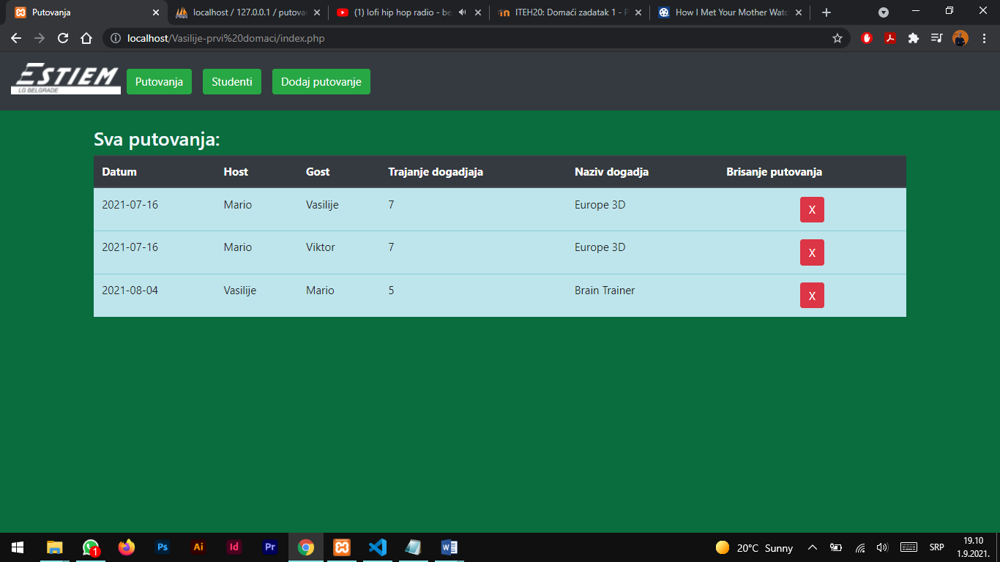 Putovanja
localhost / 127.0.0.1 / putova
(1) lofi hip hop radio - be
ITEH20: Domaći zadatak 1 - P
How I Met Your Mother Wat
localhost/Vasilije-prvi%20domaci/index.php
ESTIEM
LG BELGRADE
Putovanja
Studenti
Dodaj putovanje
Sva putovanja:
Datum Host Gost Trajanje dogadjaja Naziv dogadja Brisanje putovanja
2021-07-16 Mario Vasilije 7 Europe 3D X
2021-07-16 Mario Viktor 7 Europe 3D X
2021-08-04 Vasilije Mario 5 Brain Trainer X
1
Ps
Ai
Id
Pr
20°C Sunny
SRP
19.10
1.9.2021.